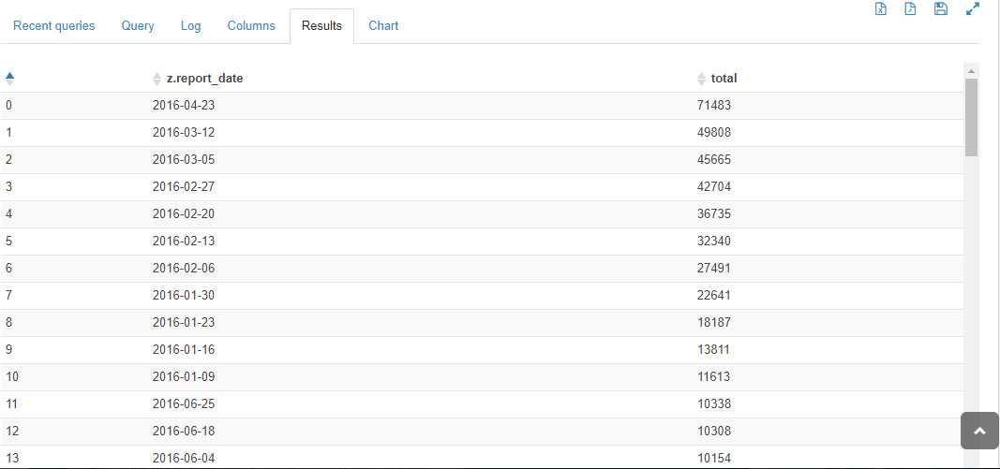 Recent queries Query Log Columns Results Chart
z.report_date total
0 2016-04-23 71483
1 2016-03-12 49808
2 2016-03-05 45665
3 2016-02-27 42704
4 2016-02-20 36735
5 2016-02-13 32340
6 2016-02-06 27491
7 2016-01-30 22641
8 2016-01-23 18187
9 2016-01-16 13811
10 2016-01-09 11613
11 2016-06-25 10338
12 2016-06-18 10308
13 2016-06-04 10154